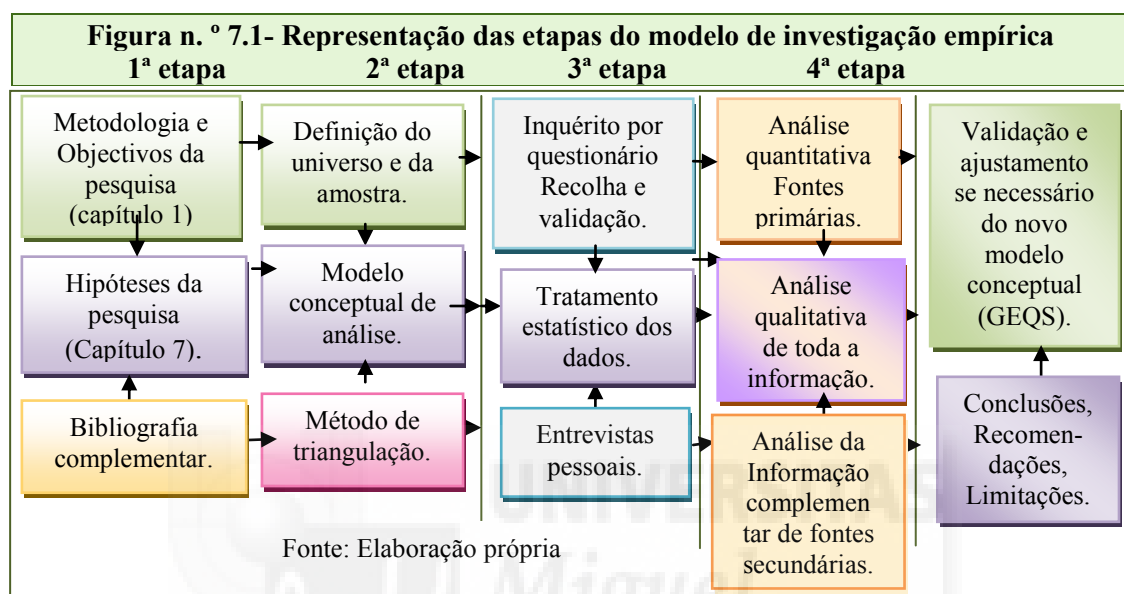 Figura n. º 7.1- Representação das etapas do modelo de investigação empírica
1ª etapa 2ª etapa 3ª etapa 4ª etapa
Metodologia e
Objectivos da
pesquisa
(capítulo 1)
Definição do
universo e da
amostra.
Inquérito por
questionário
Recolha e
validação.
Análise
quantitativa
Fontes
primárias.
Validação e
ajustamento
se necessário
do novo
modelo
conceptual
(GEQS).
Hipóteses da
pesquisa
(Capítulo 7).
Modelo
conceptual de
análise.
Tratamento
estatístico dos
dados.
Análise
qualitativa
de toda a
informação.
Bibliografia
complementar.
Método de
triangulação.
Entrevistas
pessoais.
Análise da
Informação
complemen
tar de fontes
secundárias.
Conclusões,
Recomen-
dações,
Limitações.
Fonte: Elaboração própria
UNIVERSITAS
Miguel